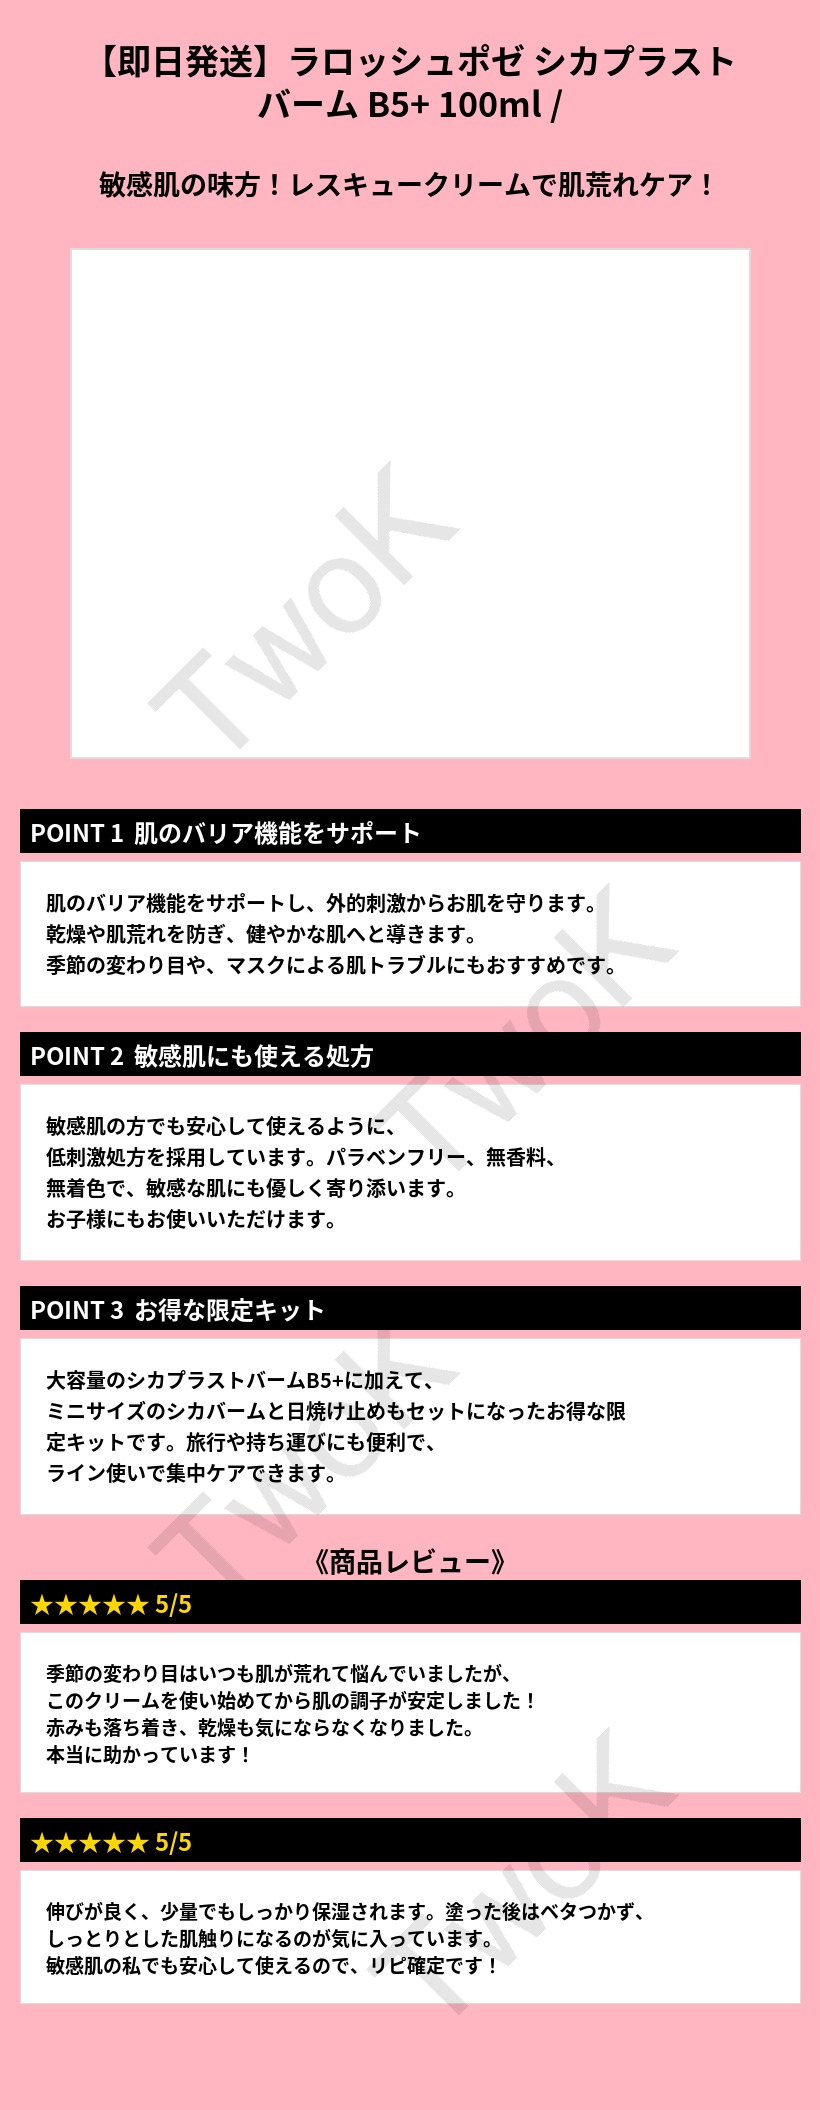 【即日発送】ラロッシュポゼ シカプラスト
バーム B5+ 100ml /
敏感肌の味方！レスキュークリームで肌荒れケア！
TwoK
POINT 1 肌のバリア機能をサポート
肌のバリア機能をサポートし、外的刺激からお肌を守ります。
乾燥や肌荒れを防ぎ、健やかな肌へと導きます。
季節の変わり目や、マスクによる肌トラブルにもおすすめです。
TwoK
POINT 2 敏感肌にも使える処方
敏感肌の方でも安心して使えるように、
低刺激処方を採用しています。パラベンフリー、無香料、
無着色で、敏感な肌にも優しく寄り添います。
お子様にもお使いいただけます。
POINT 3 お得な限定キット
大容量のシカプラストバームB5+に加えて、
ミニサイズのシカバームと日焼け止めもセットになったお得な限
定キットです。旅行や持ち運びにも便利で、
ライン使いで集中ケアできます。
TwoK
《商品レビュー》
★★★★★ 5/5
季節の変わり目はいつも肌が荒れて悩んでいましたが、
このクリームを使い始めてから肌の調子が安定しました！
赤みも落ち着き、乾燥も気にならなくなりました。
本当に助かっています！
★★★★★ 5/5
TwoK
伸びが良く、少量でもしっかり保湿されます。塗った後はベタつかず、
しっとりとした肌触りになるのが気に入っています。
敏感肌の私でも安心して使えるので、リピ確定です！